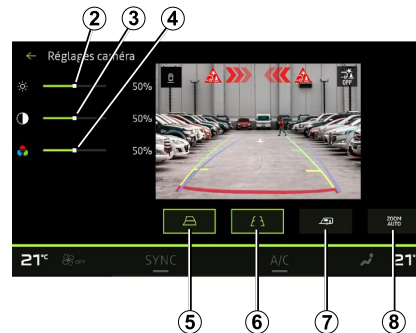 2 3 4
← Réglages caméra
OFF
50%
50%
50%
ZOOM AUTO
21°C OFF SYNC A/C 21°
5 6 7 8